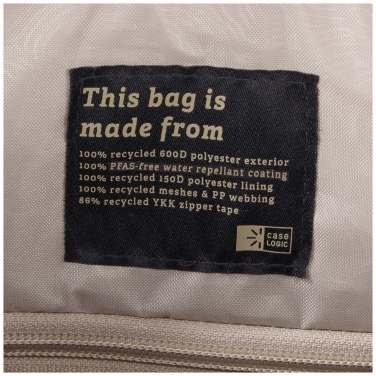 This bag is
made from
100% recycled 600D polyester exterior
100% PFAS-free water repellant coating
100% recycled 150D polyester lining
100% recycled meshes & PP webbing
86% recycled YKK zipper tape
case
LOGIC